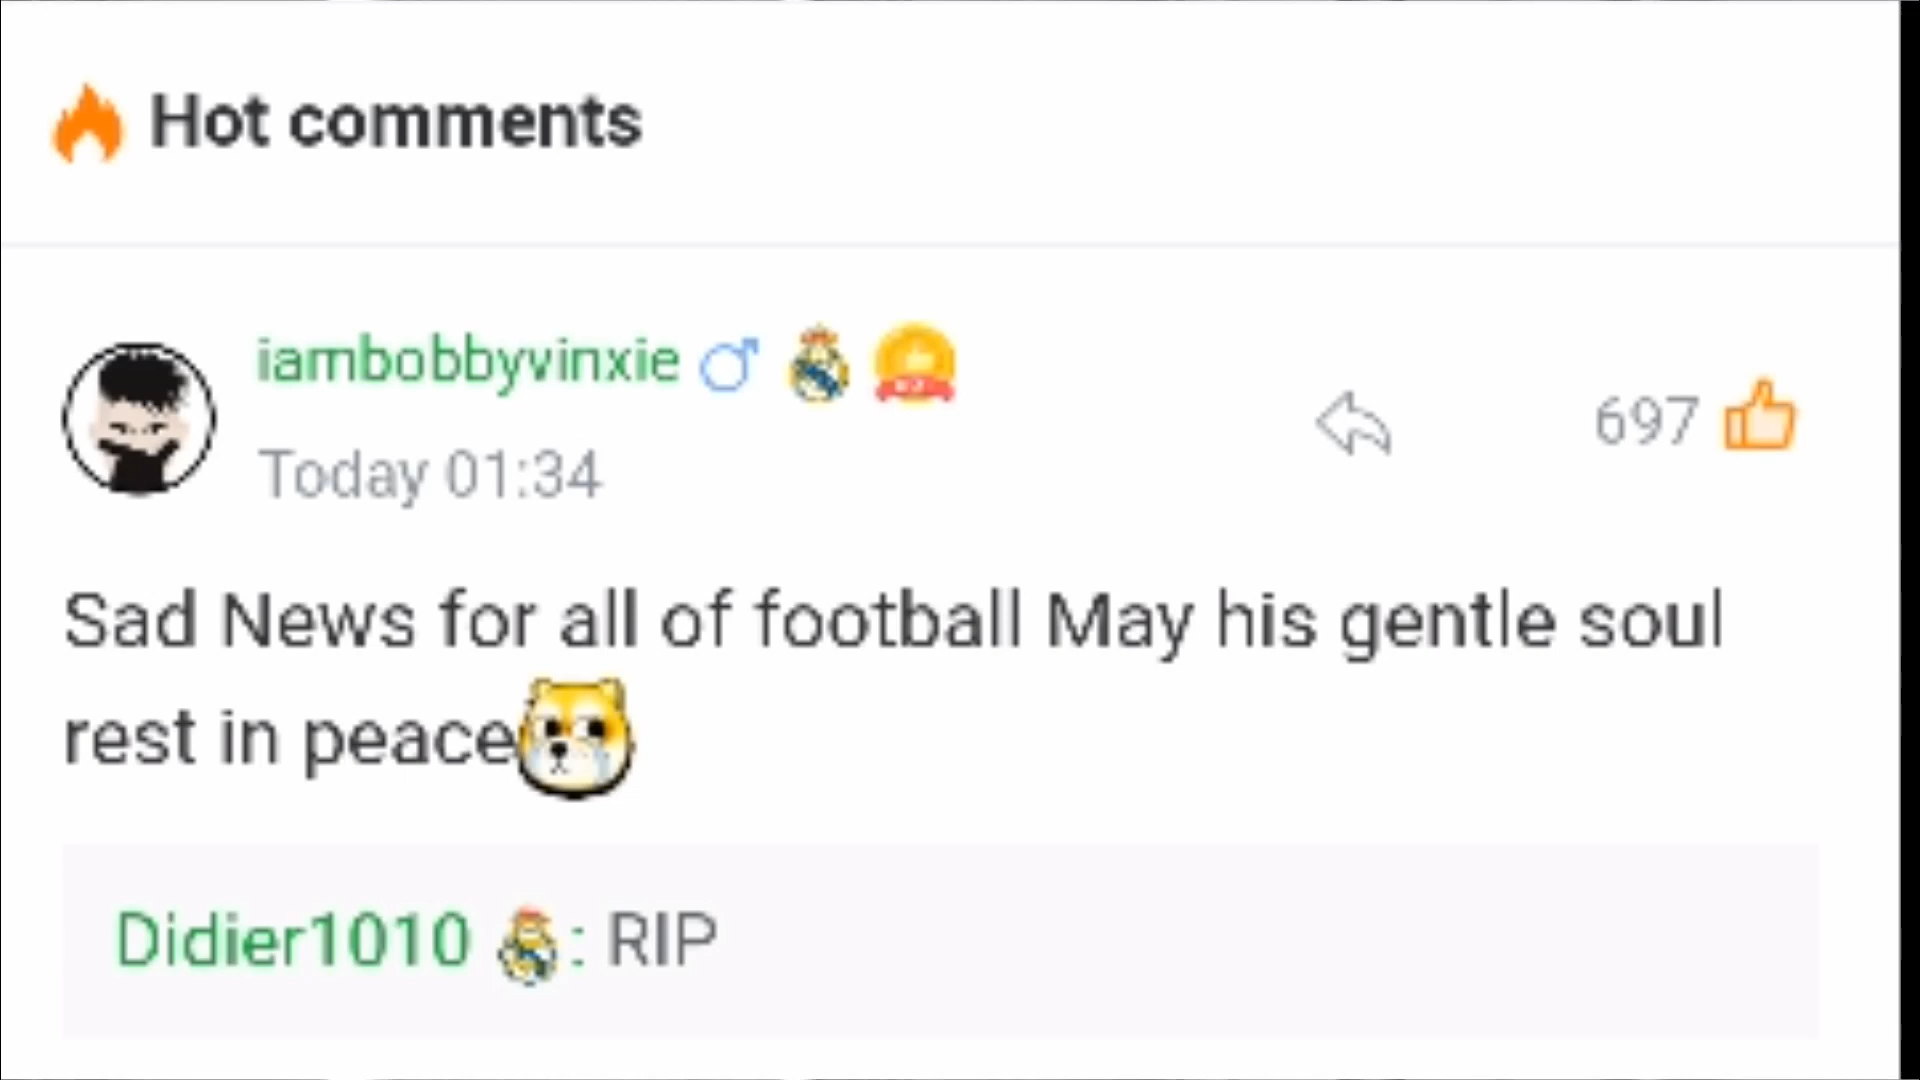 Hot comments
iambobbyvinxie
Today 01:34
697
Sad News for all of football May his gentle soul
rest in peace
Didier1010 : RIP